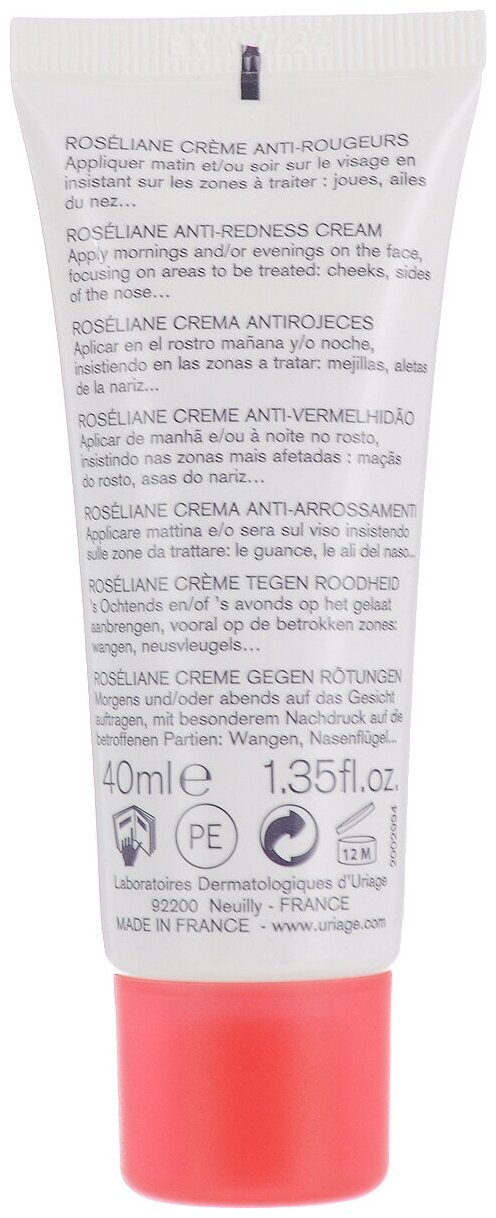 ROSÉLIANE CRÈME ANTI-ROUGEURS
Appliquer matin et/ou soir sur le visage en
insistant sur les zones à traiter : joues, ailes
du nez...
ROSÉLIANE ANTI-REDNESS CREAM
Apply mornings and/or evenings on the face,
focusing on areas to be treated: cheeks, sides
of the nose...
ROSÉLIANE CREMA ANTIROJECES
Aplicar en el rostro mañana y/o noche,
insistiendo en las zonas a tratar: mejillas, aletas
de la nariz...
ROSÉLIANE CREME ANTI-VERMELHIDÃO
Aplicar de manhã e/ou à noite no rosto,
insistindo nas zonas mais afetadas : maçãs
do rosto, asas do nariz...
ROSÉLIANE CREMA ANTI-ARROSSAMENTI
Applicare mattina e/o sera sul viso insistendo
sulle zone da trattare: le guance, le ali del naso...
ROSÉLIANE CRÈME TEGEN ROODHEID
's Ochtends en/of 's avonds op het gelaat
aanbrengen, vooral op de betrokken zones:
wangen, neusvleugels...
ROSÉLIANE CREME GEGEN RÖTUNGEN
Morgens und/oder abends auf das Gesicht
auftragen, mit besonderem Nachdruck auf die
betroffenen Partien: Wangen, Nasenflügel...
40ml e 1.35fl.oz.
PE
12M
2002994
Laboratoires Dermatologiques d'Uriage
92200 Neuilly - FRANCE
MADE IN FRANCE - www.uriage.com